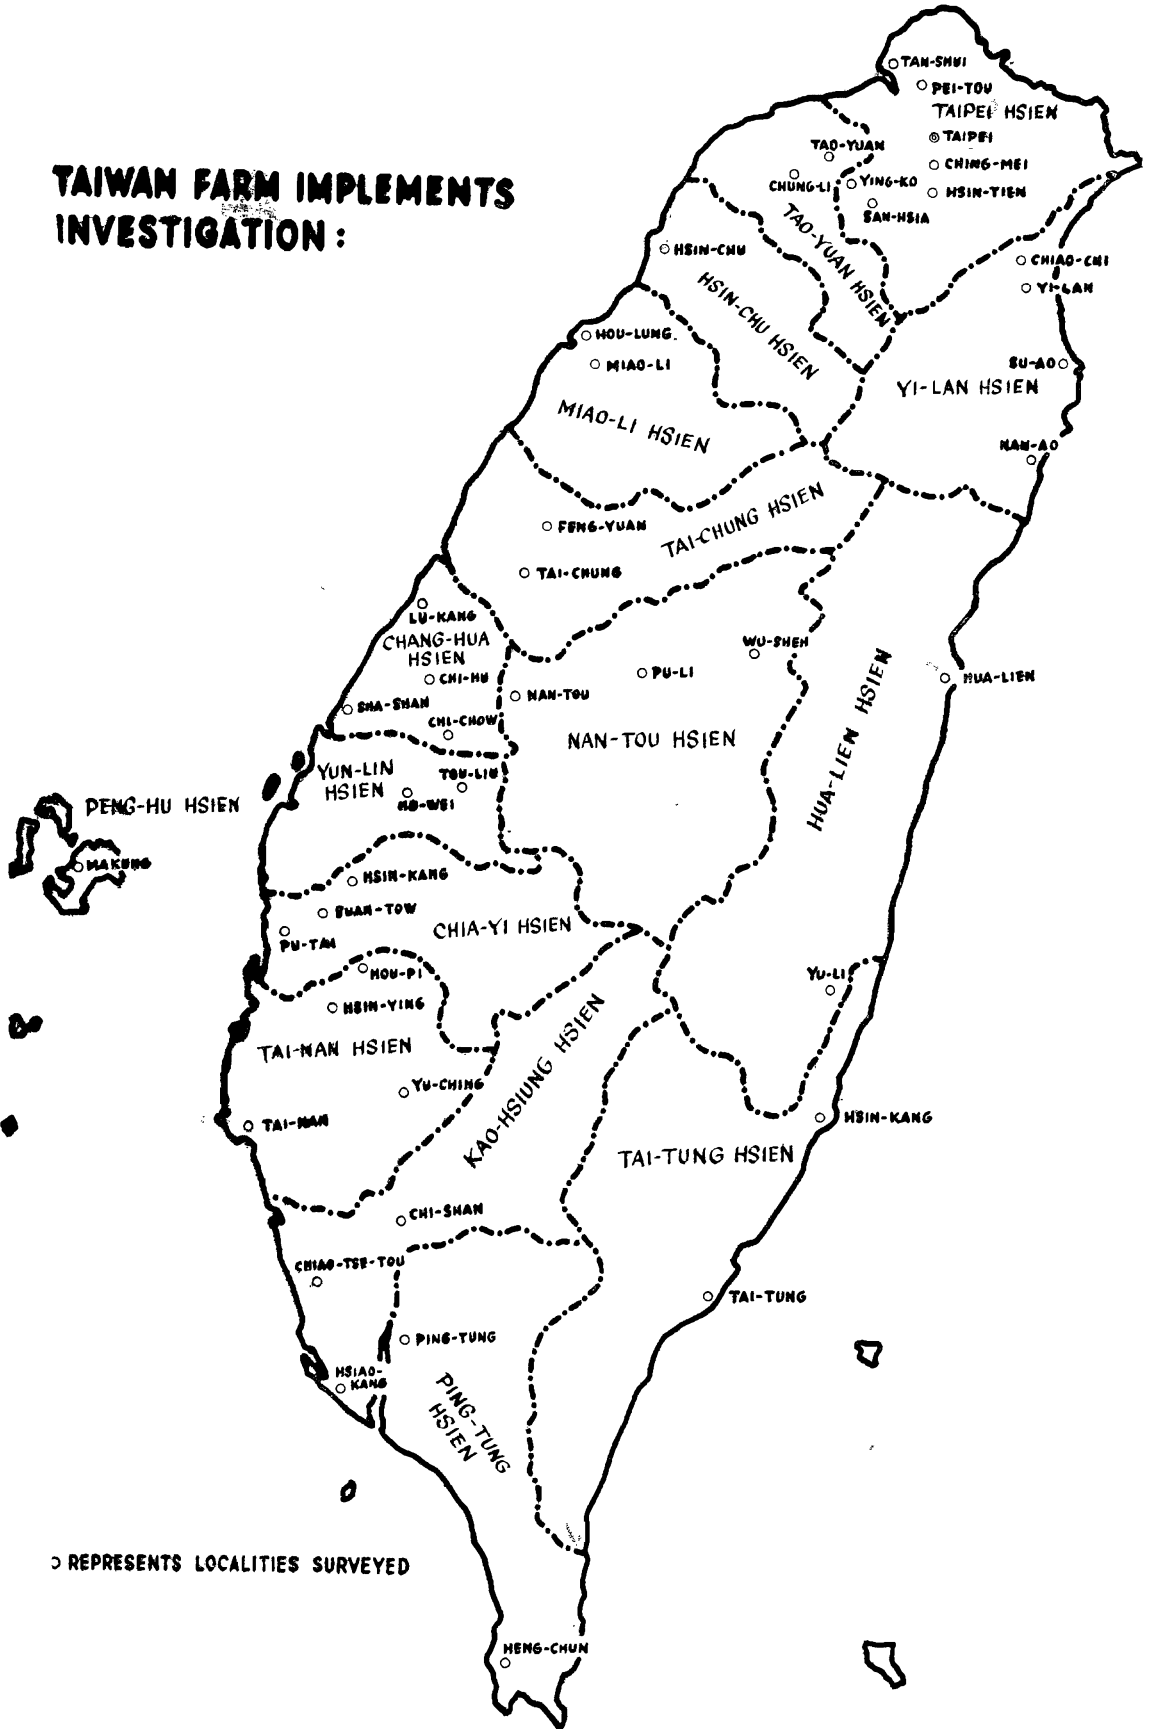 TAIWAN FARM IMPLEMENTS
INVESTIGATION :
TAN-SHUI
PEI-TOU
TAIPEI HSIEN
TAIPEI
CHING-MEI
HSIN-TIEN
TAO-YUAN
CHUNG-LI
YING-KO
SAN-HSIA
TAO-YUAN HSIEN
HSIN-CHU
HSIN-CHU HSIEN
CHIAO-CHI
YI-LAN
SU-AO
YI-LAN HSIEN
NAN-AO
HOU-LUNG
MIAO-LI
MIAO-LI HSIEN
FENG-YUAN
TAI-CHUNG HSIEN
TAI-CHUNG
LU-KANG
CHANG-HUA
HSIEN
CHI-HU
SHA-SHAN
CHI-CHOW
NAN-TOU
PU-LI
WU-SHEH
NAN-TOU HSIEN
HUA-LIEN HSIEN
HUA-LIEN
YUN-LIN
HSIEN
TOU-LIU
HO-WEI
PENG-HU HSIEN
MAKUNG
HSIN-KANG
SUAN-TOW
PU-TAI
CHIA-YI HSIEN
HOU-PI
HSIN-YING
TAI-NAN HSIEN
YU-CHING
TAI-NAN
KAO-HSIUNG HSIEN
YU-LI
HSIN-KANG
TAI-TUNG HSIEN
CHI-SHAN
CHIAO-TSE-TOU
TAI-TUNG
PING-TUNG
HSIAO-
KANG
PING-TUNG
HSIEN
O REPRESENTS LOCALITIES SURVEYED
HENG-CHUN